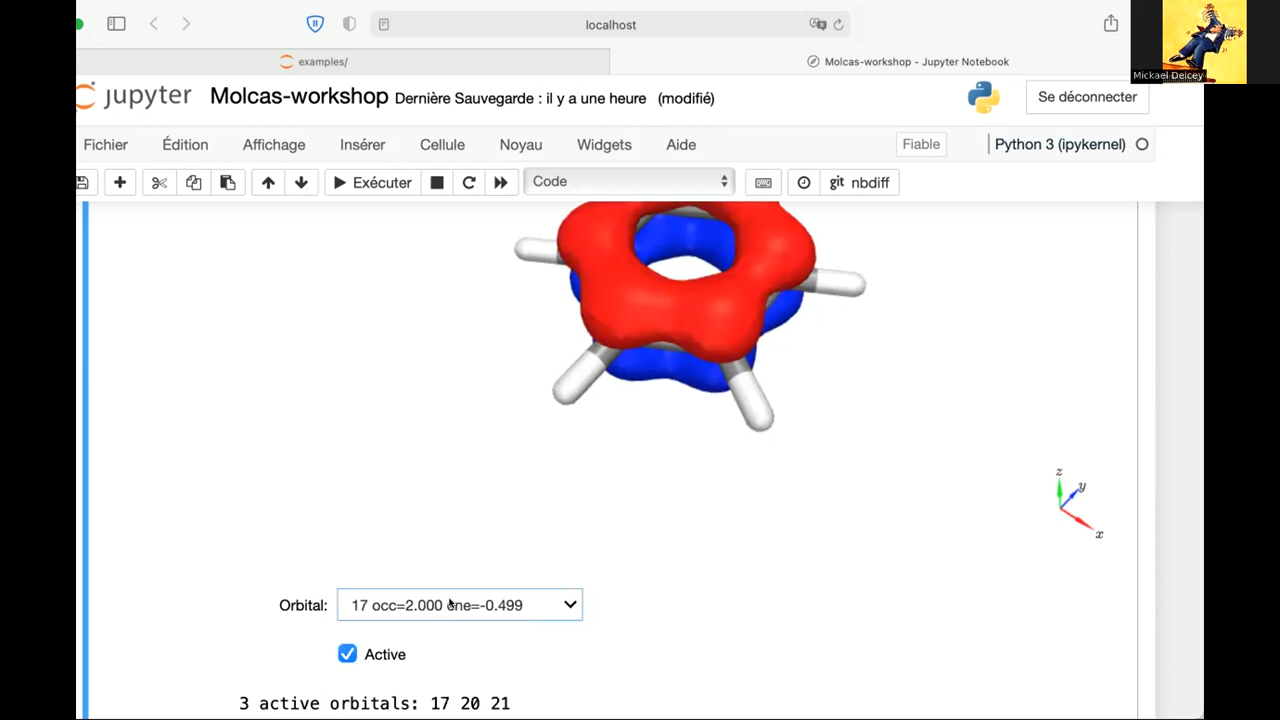 localhost
examples/
Molcas-workshop - Jupyter Notebook
Mickael Delcey
jupyter Molcas-workshop Dernière Sauvegarde : il y a une heure (modifié)
Se déconnecter
Fichier Édition Affichage Insérer Cellule Noyau Widgets Aide
Fiable
Python 3 (ipykernel)
Exécuter
Code
git nbdiff
z
y
x
Orbital: 17 occ=2.000 ene=-0.499
Active
3 active orbitals: 17 20 21